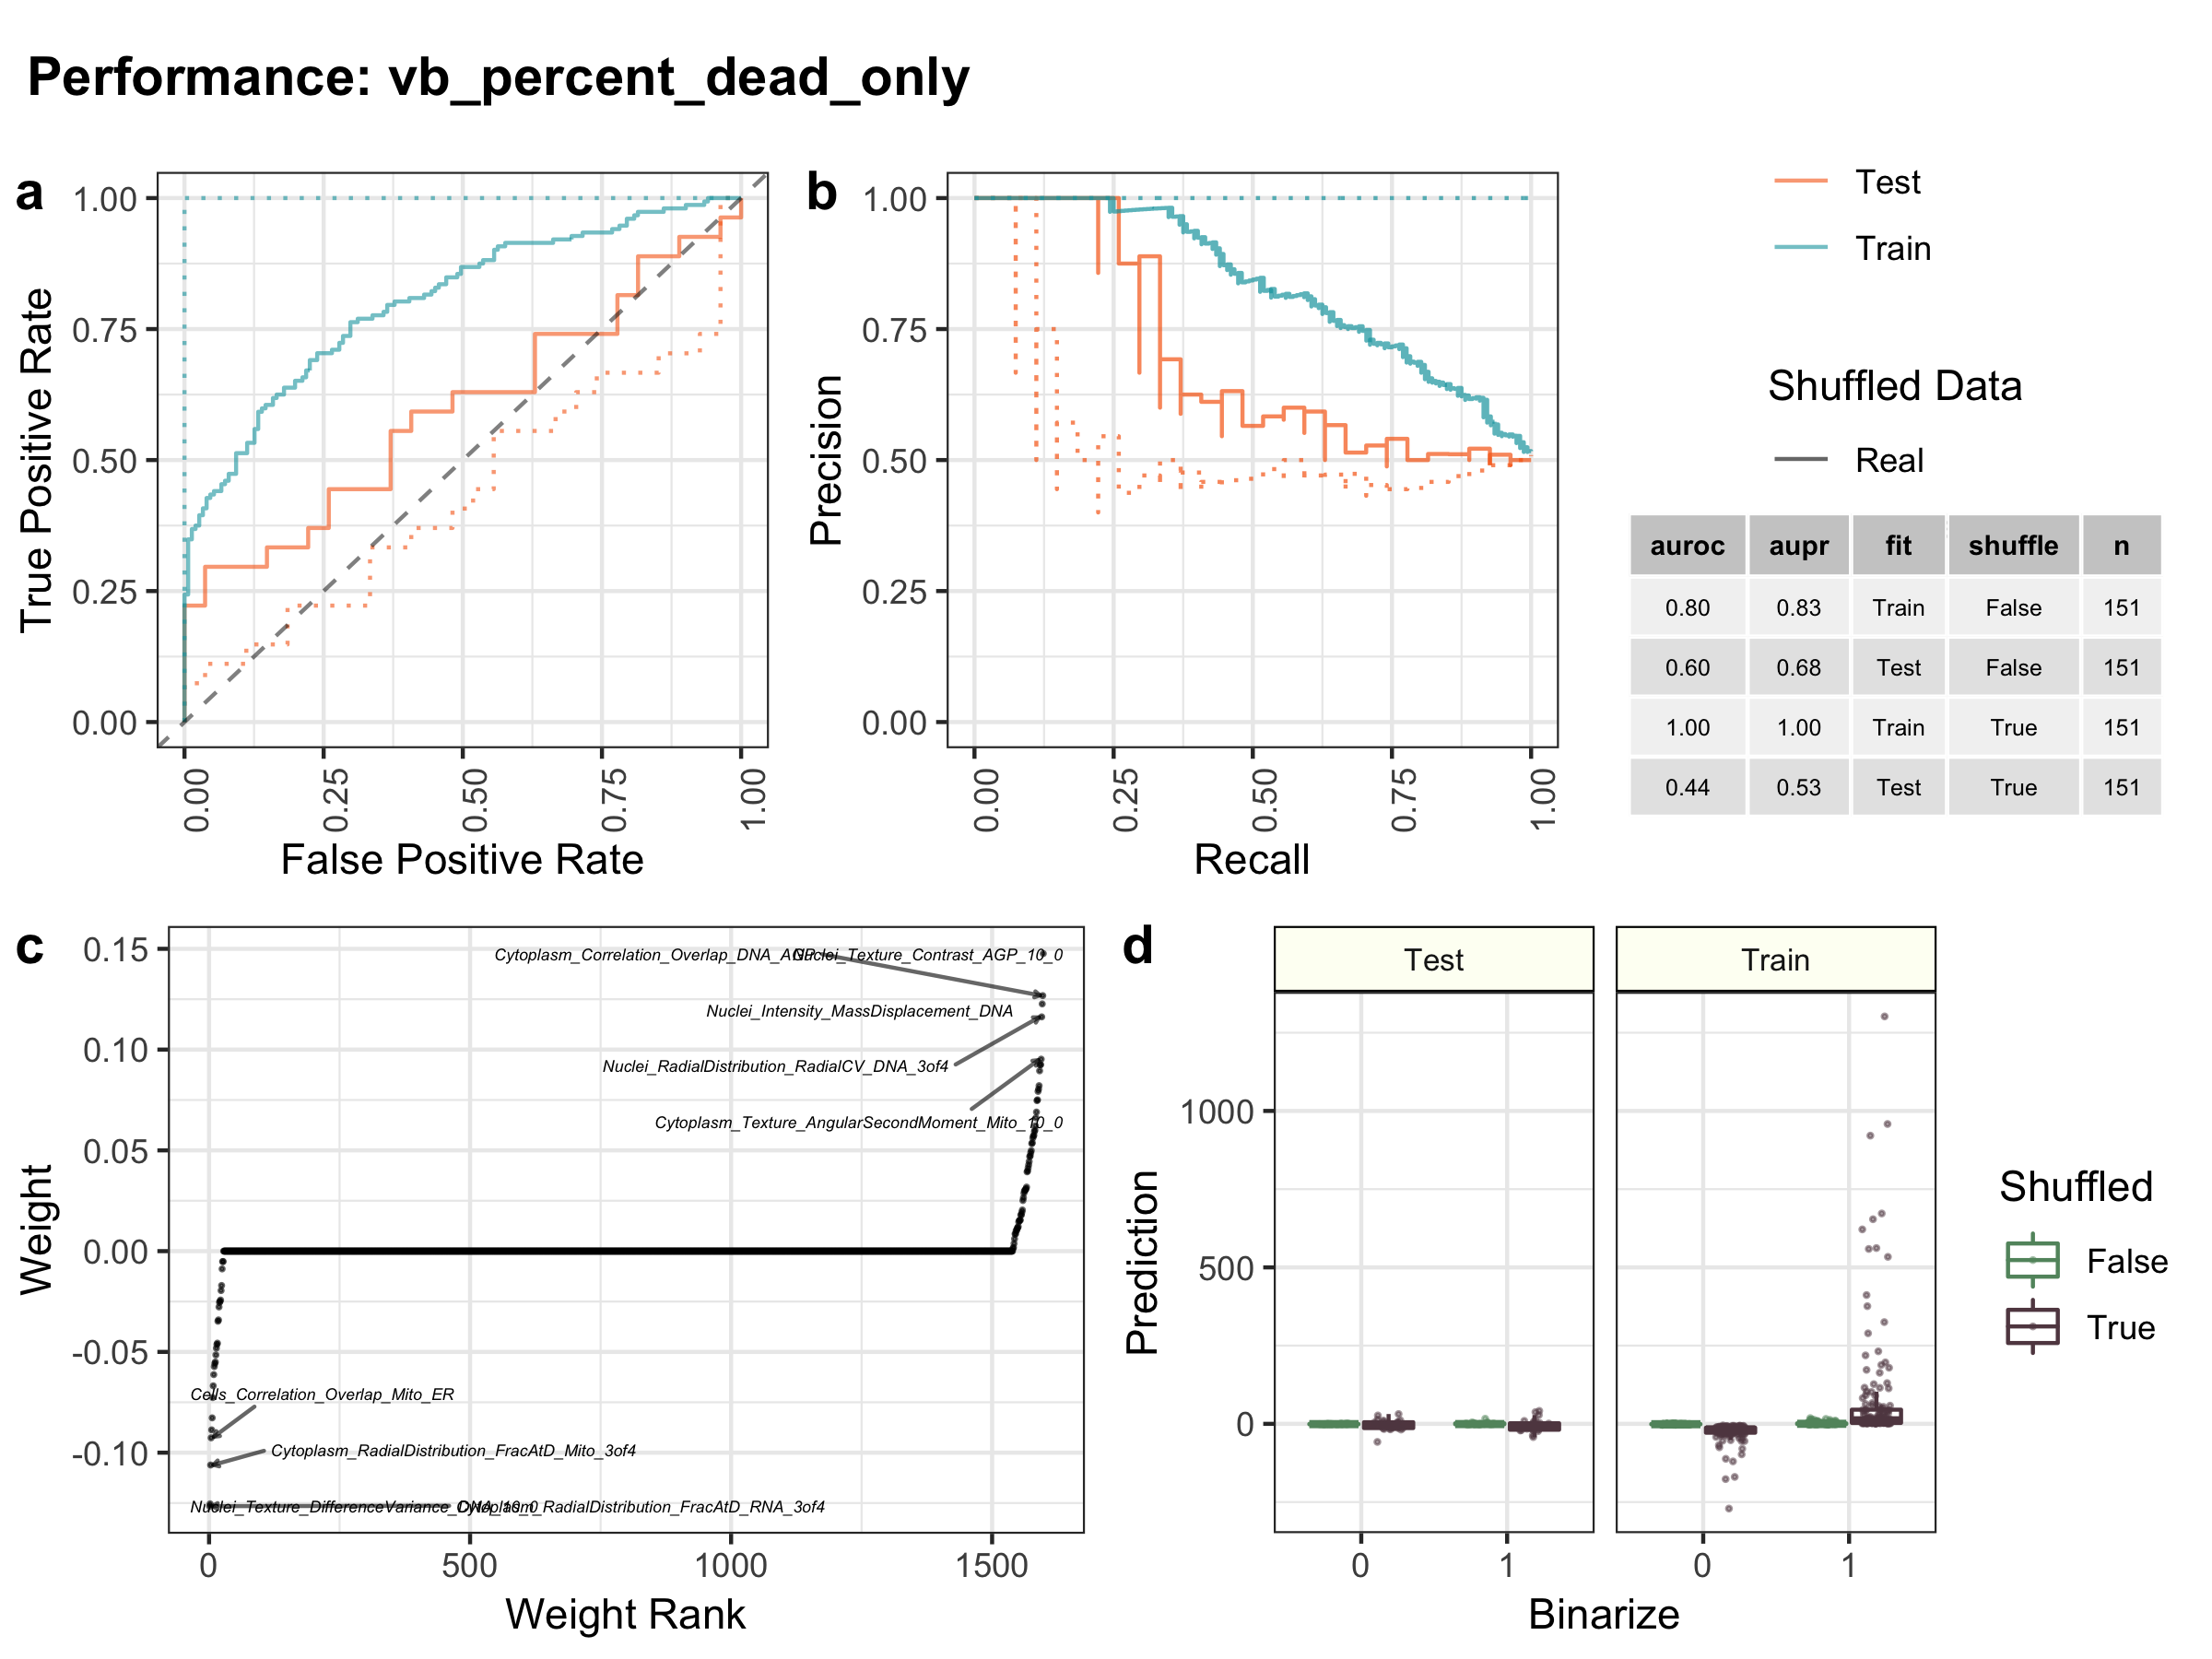 Performance: vb_percent_dead_only
a
1.00
0.75
0.50
0.25
0.00
True Positive Rate
0.00
0.25
0.50
0.75
1.00
False Positive Rate
b
1.00
0.75
0.50
0.25
0.00
Precision
0.00
0.25
0.50
0.75
1.00
Recall
Test
Train
Shuffled Data
Real
auroc aupr fit shuffle n
0.80 0.83 Train False 151
0.60 0.68 Test False 151
1.00 1.00 Train True 151
0.44 0.53 Test True 151
c
0.15
0.10
0.05
0.00
-0.05
-0.10
Weight
Cytoplasm_Correlation_Overlap_DNA_AGP
Nuclei_Texture_Contrast_AGP_10_0
Nuclei_Intensity_MassDisplacement_DNA
Nuclei_RadialDistribution_RadialCV_DNA_3of4
Cytoplasm_Texture_AngularSecondMoment_Mito_10_0
Cells_Correlation_Overlap_Mito_ER
Cytoplasm_RadialDistribution_FracAtD_Mito_3of4
Nuclei_Texture_DifferenceVariance_DNA_10_0
Cytoplasm_RadialDistribution_FracAtD_RNA_3of4
0
500
1000
1500
Weight Rank
d
Test
Train
1000
500
0
Prediction
0
1
0
1
Binarize
Shuffled
False
True